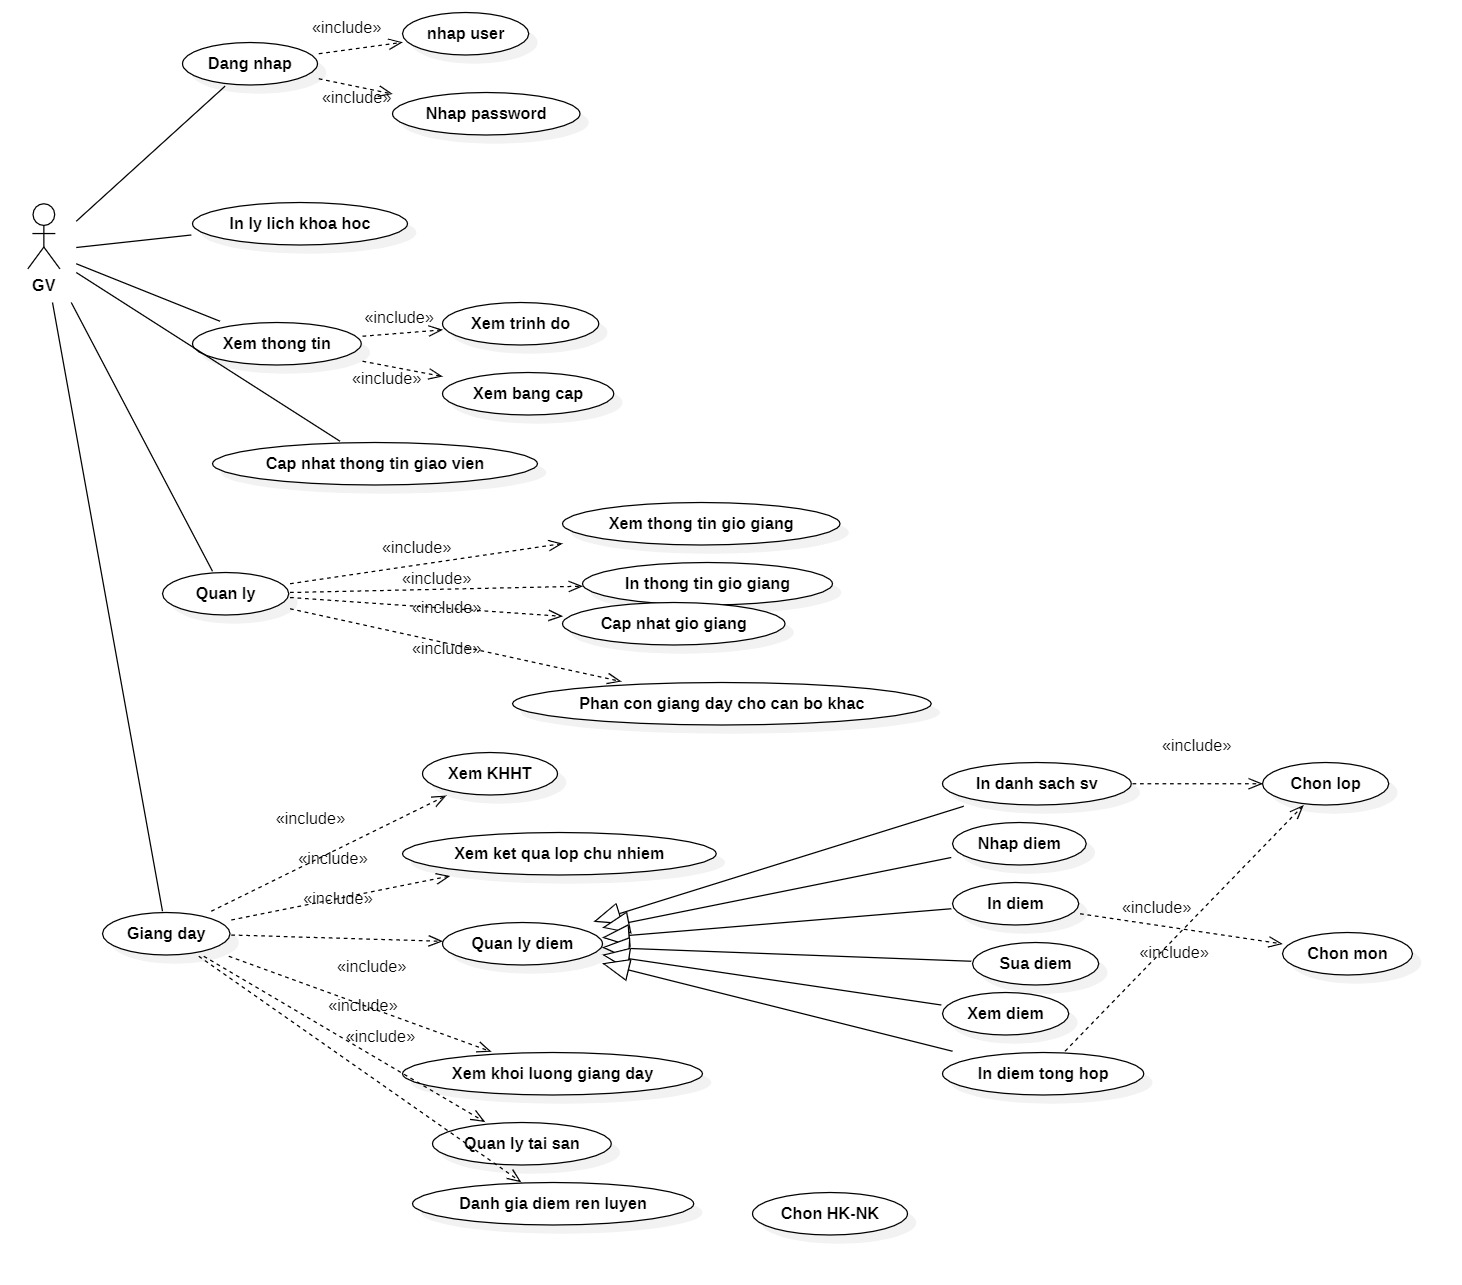 «include»
nhap user
Dang nhap
«include»
Nhap password
In ly lich khoa hoc
GV
«include»
Xem trinh do
Xem thong tin
«include»
Xem bang cap
Cap nhat thong tin giao vien
Xem thong tin gio giang
«include»
«include»
In thong tin gio giang
Quan ly
«include»
Cap nhat gio giang
«include»
Phan con giang day cho can bo khac
«include»
Xem KHHT
In danh sach sv
Chon lop
«include»
Nhap diem
«include»
Xem ket qua lop chu nhiem
«include»
In diem
«include»
Giang day
Quan ly diem
«include»
Chon mon
«include»
Sua diem
«include»
Xem diem
«include»
Xem khoi luong giang day
In diem tong hop
Quan ly tai san
Danh gia diem ren luyen
Chon HK-NK